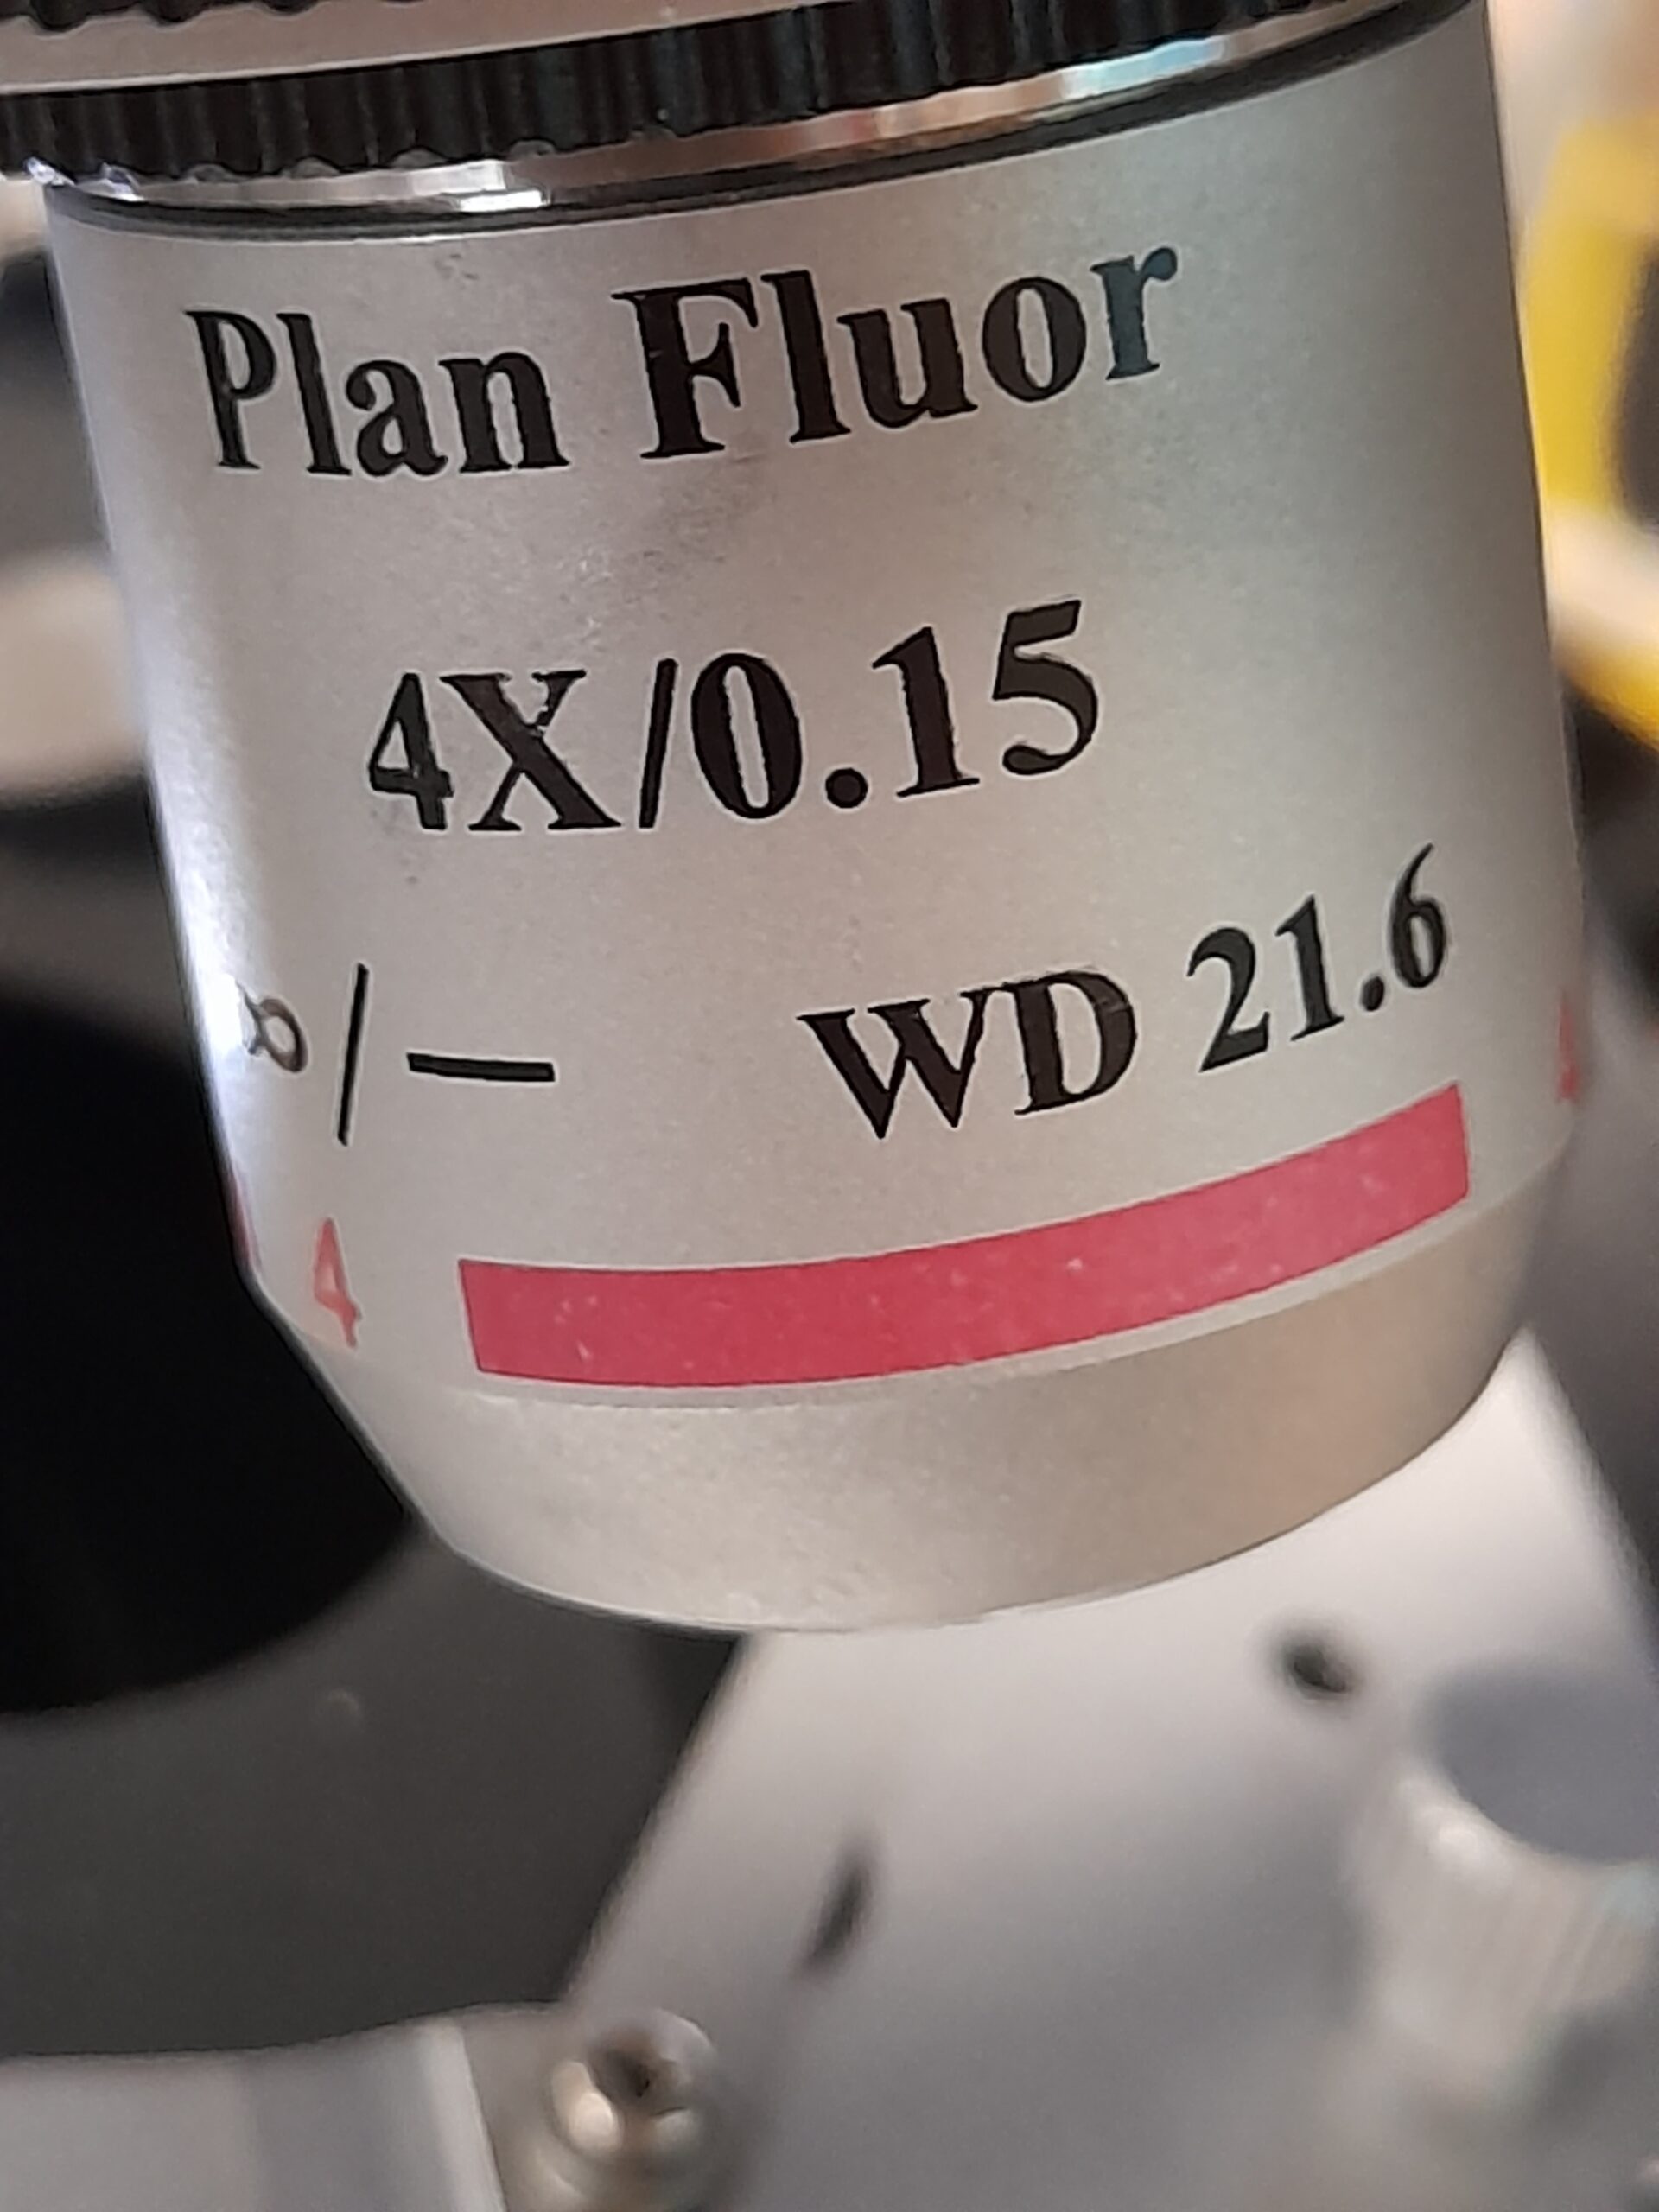 Plan Fluor
4X/0.15
∞/— WD 21.6
4